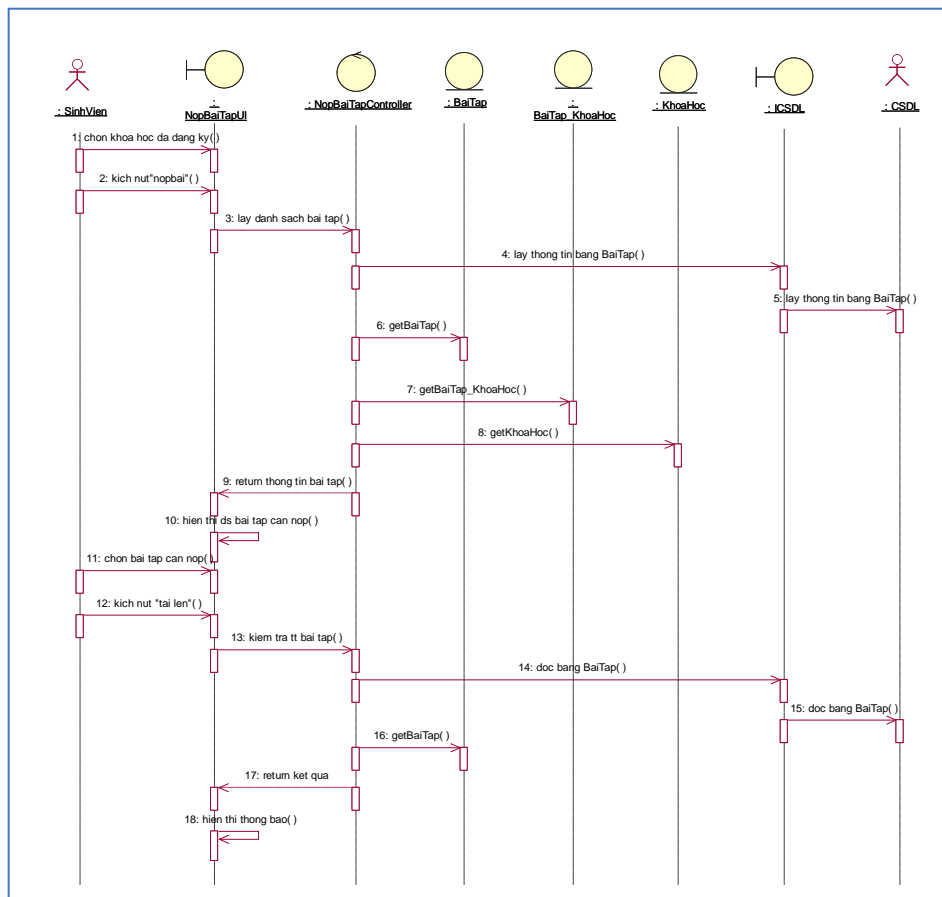 : SinhVien
:
NopBaiTapUI
: NopBaiTapController
: BaiTap
:
BaiTap_KhoaHoc
: KhoaHoc
: ICSDL
: CSDL
1: chon khoa hoc da dang ky( )
2: kich nut"nopbai"( )
3: lay danh sach bai tap( )
4: lay thong tin bang BaiTap( )
5: lay thong tin bang BaiTap( )
6: getBaiTap( )
7: getBaiTap_KhoaHoc( )
8: getKhoaHoc( )
9: return thong tin bai tap( )
10: hien thi ds bai tap can nop( )
11: chon bai tap can nop( )
12: kich nut "tai len"( )
13: kiem tra tt bai tap( )
14: doc bang BaiTap( )
15: doc bang BaiTap( )
16: getBaiTap( )
17: return ket qua
18: hien thi thong bao( )